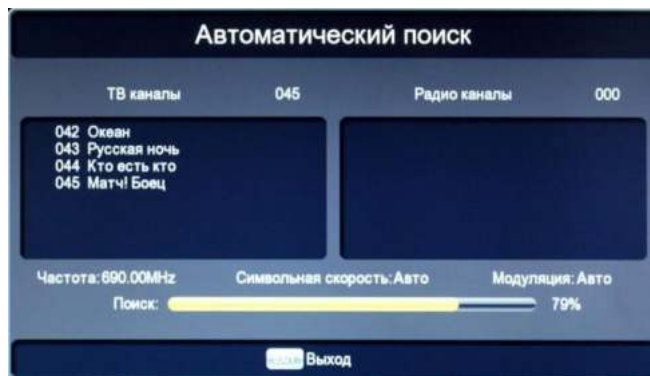 Автоматический поиск
ТВ каналы 045 Радио каналы 000
042 Океан
043 Русская ночь
044 Кто есть кто
045 Матч! Боец
Частота:690.00MHz Символьная скорость:Авто Модуляция:Авто
Поиск: 79%
Выход